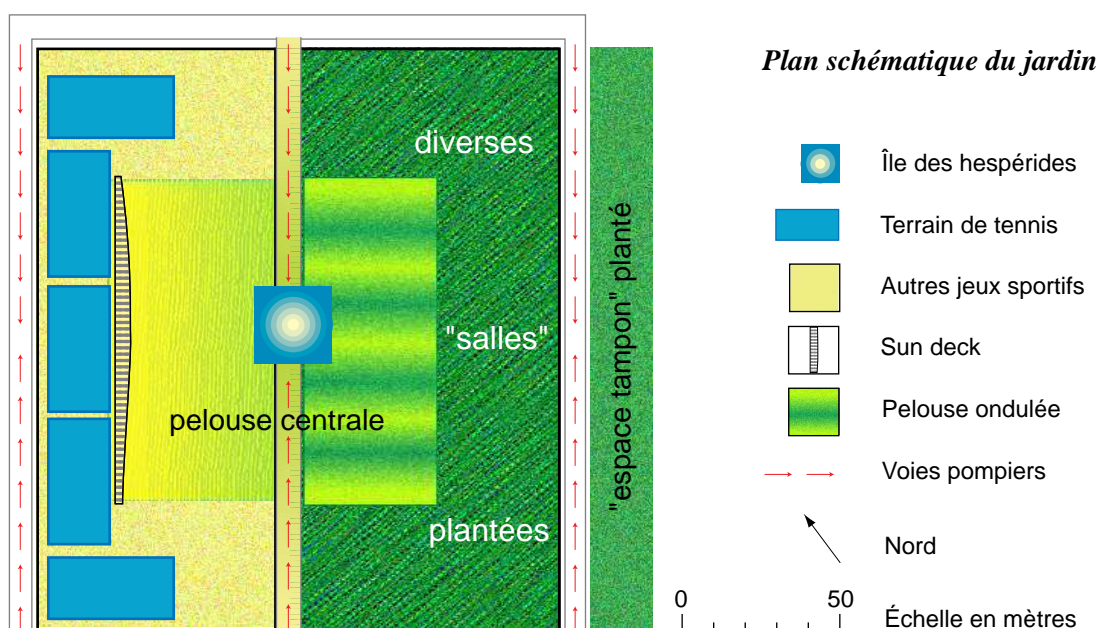 Plan schématique du jardin
diverses
"salles"
pelouse centrale
plantées
"espace tampon" planté
Île des hespérides
Terrain de tennis
Autres jeux sportifs
Sun deck
Pelouse ondulée
Voies pompiers
Nord
0 50
Échelle en mètres